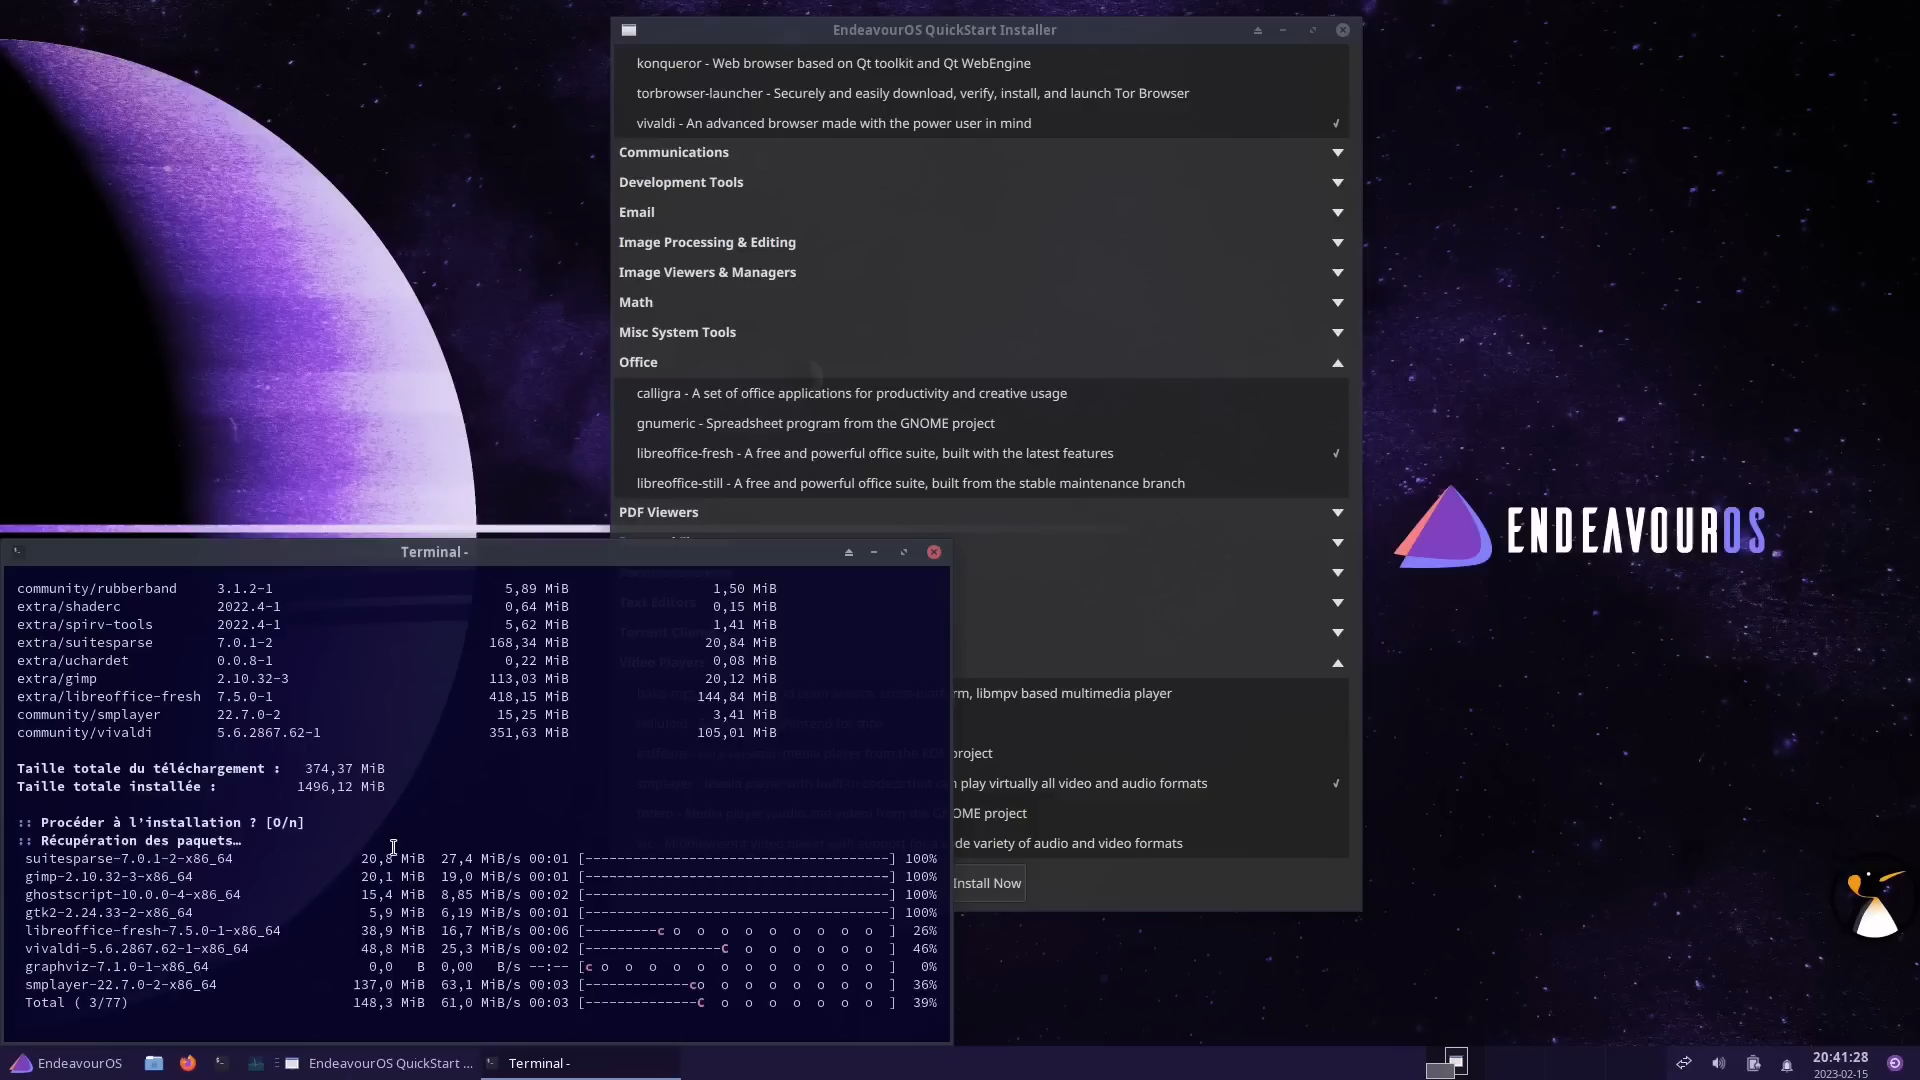 EndeavourOS QuickStart Installer
konqueror - Web browser based on Qt toolkit and Qt WebEngine
torbrowser-launcher - Securely and easily download, verify, install, and launch Tor Browser
vivaldi - An advanced browser made with the power user in mind √
Communications
Development Tools
Email
Image Processing & Editing
Image Viewers & Managers
Math
Misc System Tools
Office
calligra - A set of office applications for productivity and creative usage
gnumeric - Spreadsheet program from the GNOME project
libreoffice-fresh - A free and powerful office suite, built with the latest features √
libreoffice-still - A free and powerful office suite, built from the stable maintenance branch
PDF Viewers
Text Editors
Video Players
rm, libmpv based multimedia player
project
n play virtually all video and audio formats √
OME project
de variety of audio and video formats
Install Now
ENDEAVOUROS
Terminal -
community/rubberband 3.1.2-1 5,89 MiB 1,50 MiB
extra/shaderc 2022.4-1 0,64 MiB 0,15 MiB
extra/spirv-tools 2022.4-1 5,62 MiB 1,41 MiB
extra/suitesparse 7.0.1-2 168,34 MiB 20,84 MiB
extra/uchardet 0.0.8-1 0,22 MiB 0,08 MiB
extra/gimp 2.10.32-3 113,03 MiB 20,12 MiB
extra/libreoffice-fresh 7.5.0-1 418,15 MiB 144,84 MiB
community/smplayer 22.7.0-2 15,25 MiB 3,41 MiB
community/vivaldi 5.6.2867.62-1 351,63 MiB 105,01 MiB
Taille totale du téléchargement : 374,37 MiB
Taille totale installée : 1496,12 MiB
:: Procéder à l’installation ? [O/n]
:: Récupération des paquets…
suitesparse-7.0.1-2-x86_64 20,8 MiB 27,4 MiB/s 00:01 [--------------------------------------] 100%
gimp-2.10.32-3-x86_64 20,1 MiB 19,0 MiB/s 00:01 [--------------------------------------] 100%
ghostscript-10.0.0-4-x86_64 15,4 MiB 8,85 MiB/s 00:02 [--------------------------------------] 100%
gtk2-2.24.33-2-x86_64 5,9 MiB 6,19 MiB/s 00:01 [--------------------------------------] 100%
libreoffice-fresh-7.5.0-1-x86_64 38,9 MiB 16,7 MiB/s 00:06 [---------c o  o  o  o  o  o  o  o  o  ] 26%
vivaldi-5.6.2867.62-1-x86_64 48,8 MiB 25,3 MiB/s 00:02 [-----------------C  o  o  o  o  o  o  ] 46%
graphviz-7.1.0-1-x86_64 0,0 B 0,00 B/s --:-- [c o  o  o  o  o  o  o  o  o  o  o  o  ] 0%
smplayer-22.7.0-2-x86_64 137,0 MiB 63,1 MiB/s 00:03 [-------------co  o  o  o  o  o  o  o  ] 36%
Total ( 3/77) 148,3 MiB 61,0 MiB/s 00:03 [--------------C  o  o  o  o  o  o  o  ] 39%
EndeavourOS
EndeavourOS QuickStart ...
Terminal -
20:41:28
2023-02-15